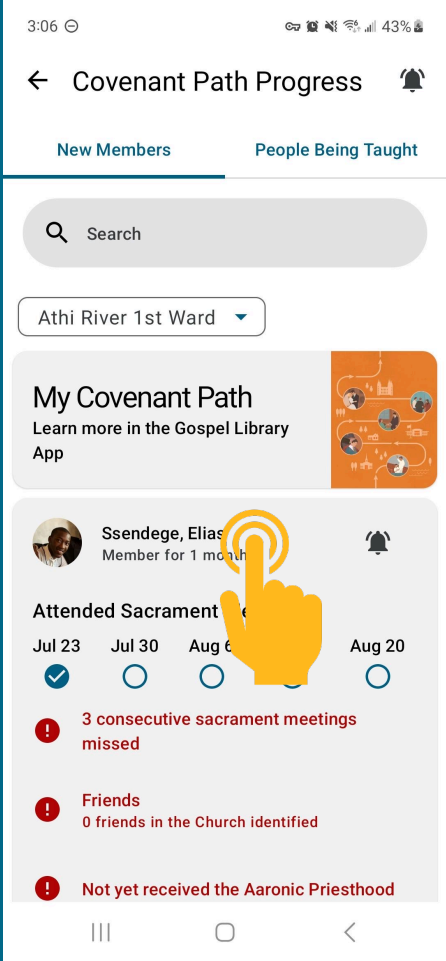 3:06
43%
Covenant Path Progress
New Members
People Being Taught
Search
Athi River 1st Ward
My Covenant Path
Learn more in the Gospel Library
App
Ssendege, Elias
Member for 1 month
Attended Sacrament
Jul 23
Jul 30
Aug 6
Aug 20
3 consecutive sacrament meetings
missed
Friends
0 friends in the Church identified
Not yet received the Aaronic Priesthood